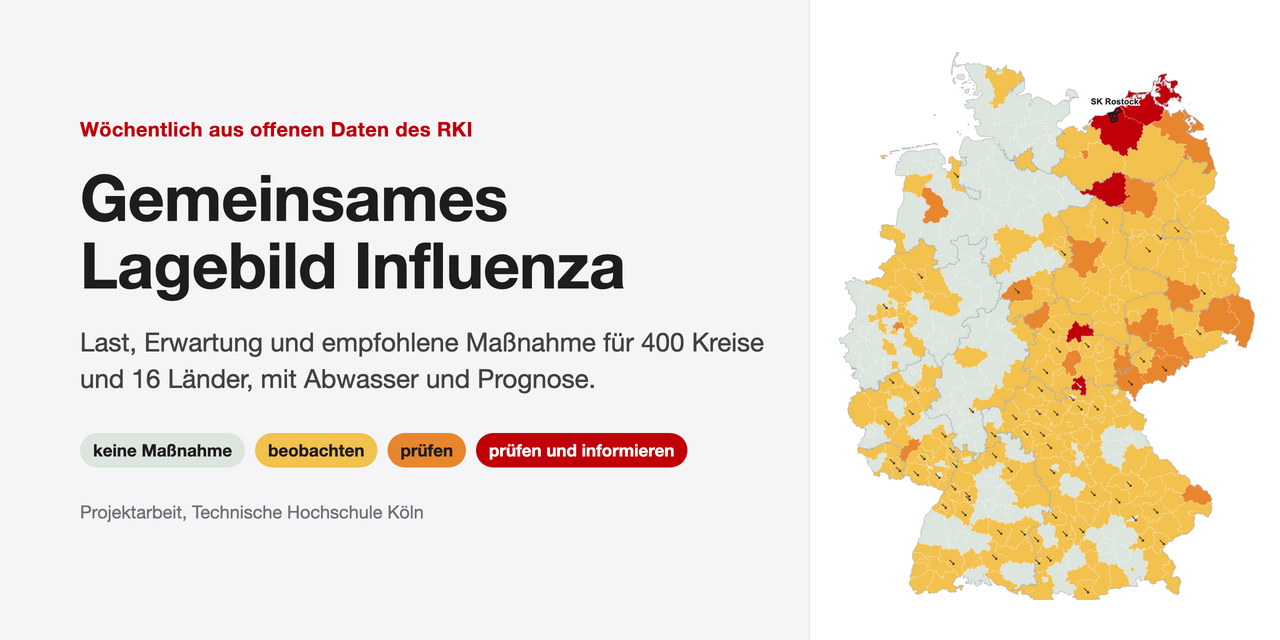 Wöchentlich aus offenen Daten des RKI
Gemeinsames
Lagebild Influenza
Last, Erwartung und empfohlene Maßnahme für 400 Kreise
und 16 Länder, mit Abwasser und Prognose.
keine Maßnahme
beobachten
prüfen
prüfen und informieren
Projektarbeit, Technische Hochschule Köln
SK Rostock